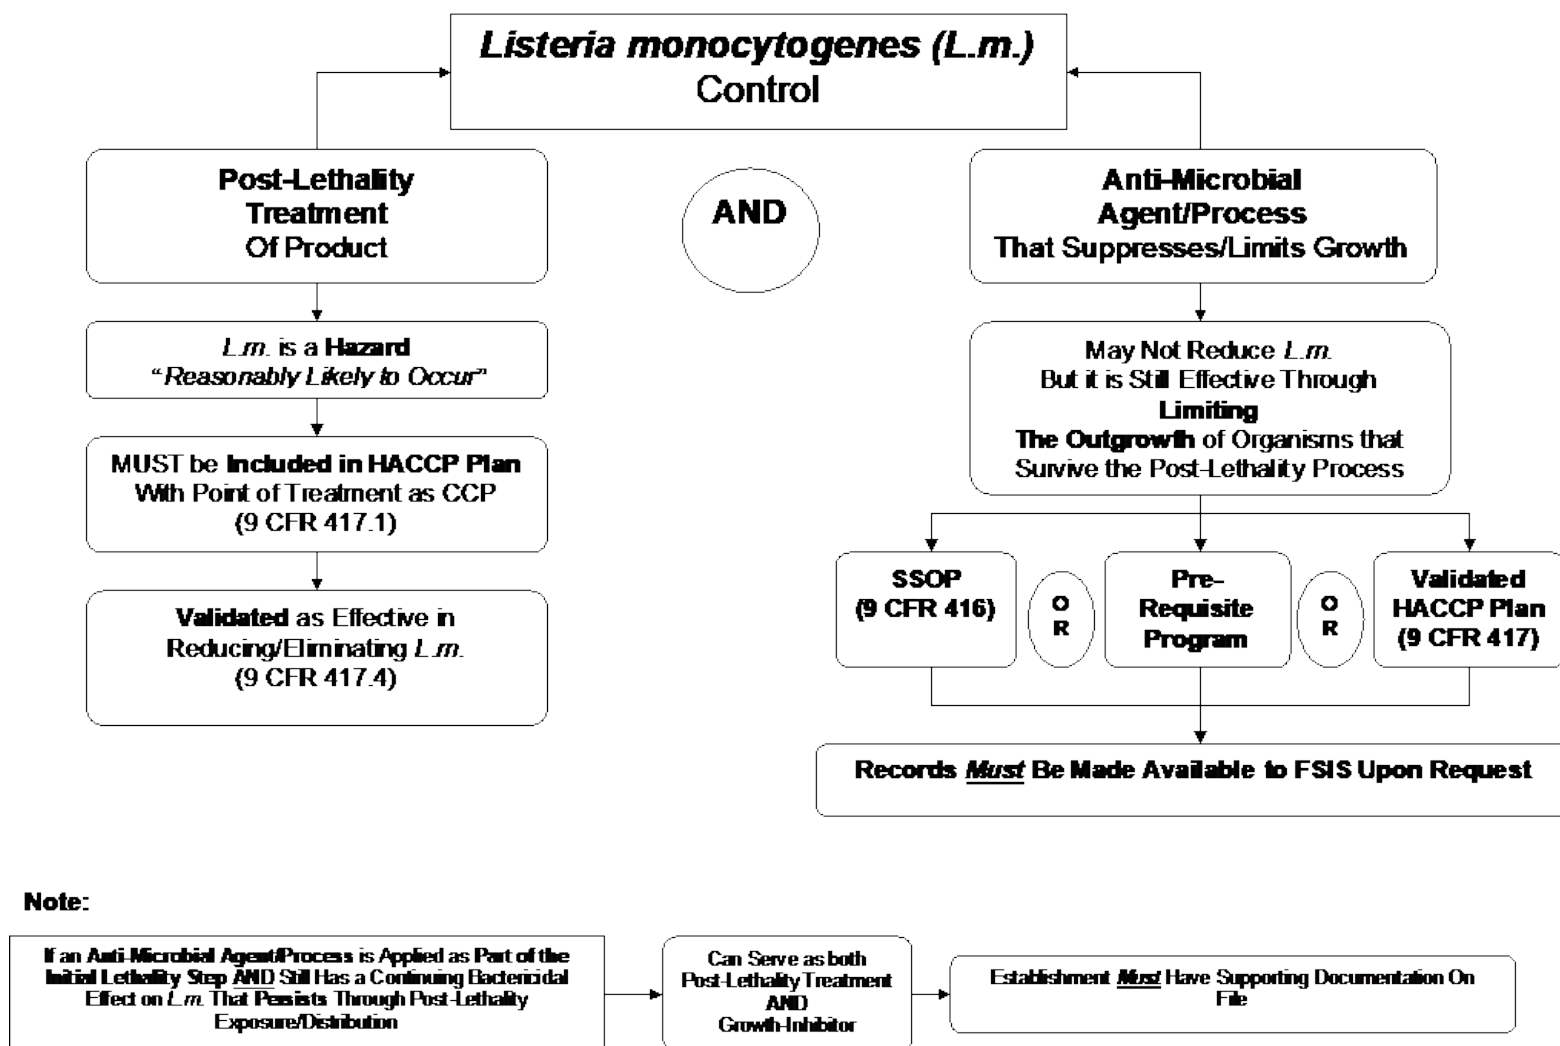 Listeria monocytogenes (L.m.)
Control
Post-Lethality
Treatment
Of Product
AND
Anti-Microbial
Agent/Process
That Suppresses/Limits Growth
L.m. is a Hazard
“Reasonably Likely to Occur”
MUST be Included in HACCP Plan
With Point of Treatment as CCP
(9 CFR 417.1)
Validated as Effective in
Reducing/Eliminating L.m.
(9 CFR 417.4)
May Not Reduce L.m.
But it is Still Effective Through
Limiting
The Outgrowth of Organisms that
Survive the Post-Lethality Process
SSOP
(9 CFR 416)
O
R
Pre-
Requisite
Program
O
R
Validated
HACCP Plan
(9 CFR 417)
Records Must Be Made Available to FSIS Upon Request
Note:
If an Anti-Microbial Agent/Process is Applied as Part of the
Initial Lethality Step AND Still Has a Continuing Bactericidal
Effect on L.m. That Persists Through Post-Lethality
Exposure/Distribution
Can Serve as both
Post-Lethality Treatment
AND
Growth-Inhibitor
Establishment Must Have Supporting Documentation On
File